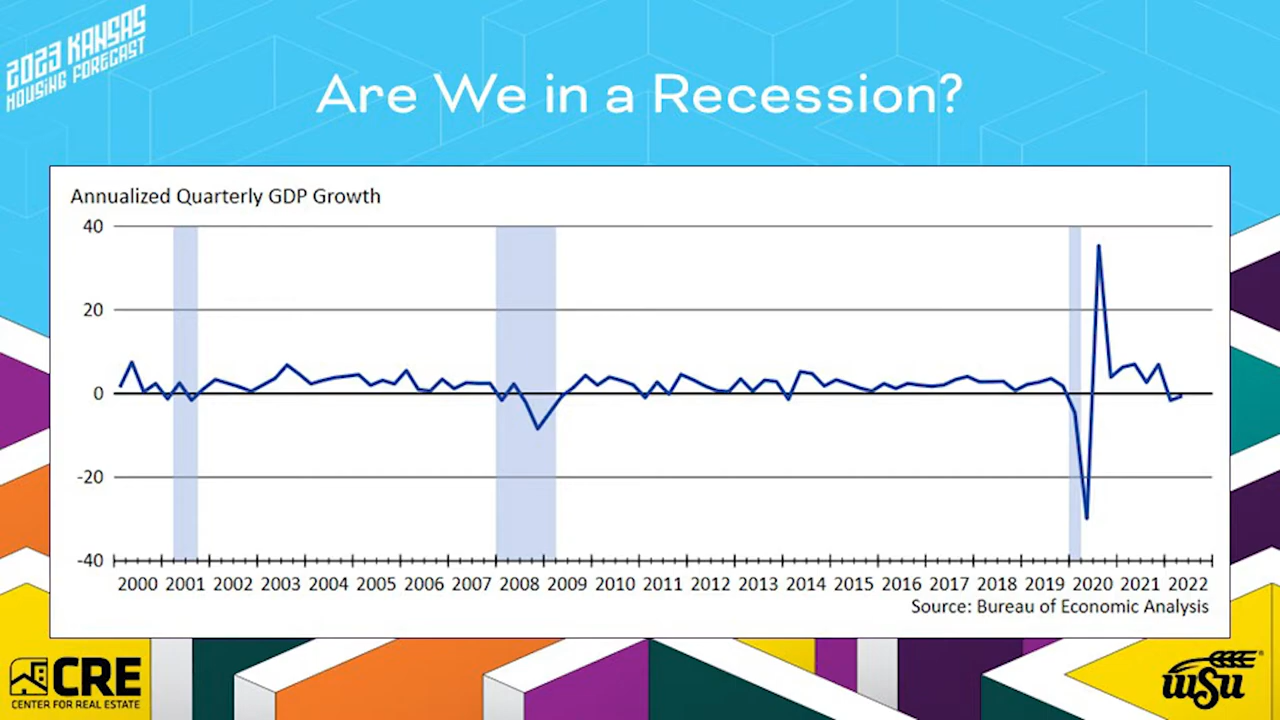 2023 KANSAS
HOUSING FORECAST
Are We in a Recession?
Annualized Quarterly GDP Growth
40
20
0
-20
-40
2000 2001 2002 2003 2004 2005 2006 2007 2008 2009 2010 2011 2012 2013 2014 2015 2016 2017 2018 2019 2020 2021 2022
Source: Bureau of Economic Analysis
CRE
CENTER FOR REAL ESTATE
WSU
®